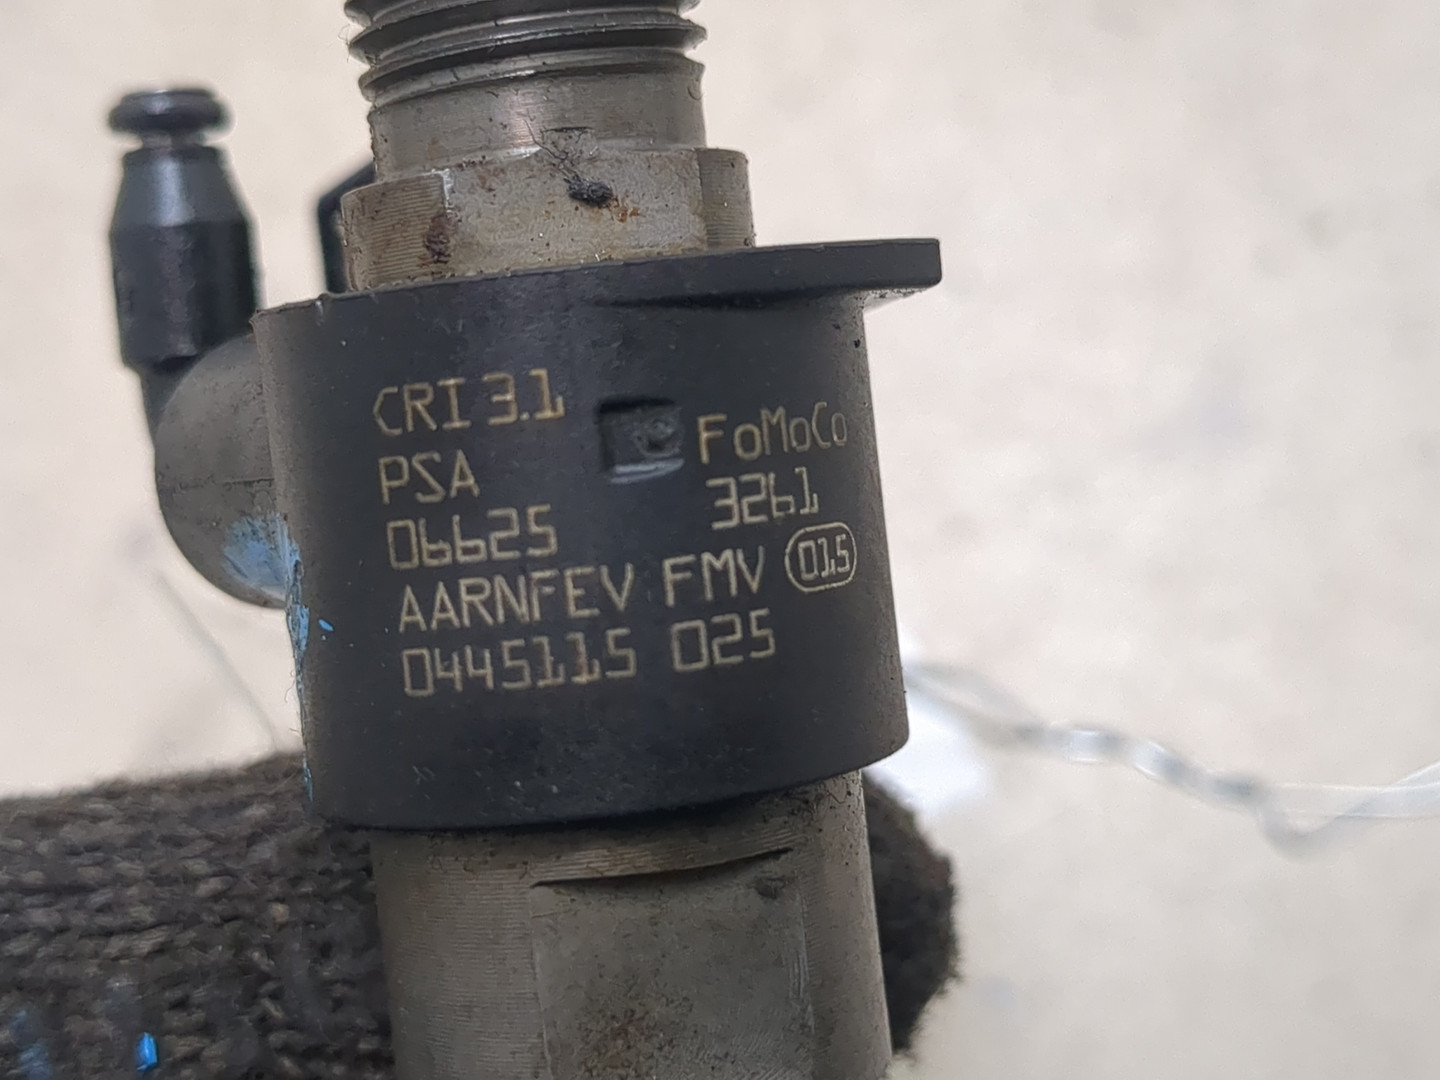 CRI 3.1
FoMoCo
PSA
3261
06625
AARNFEV FMV 015
0445115 025